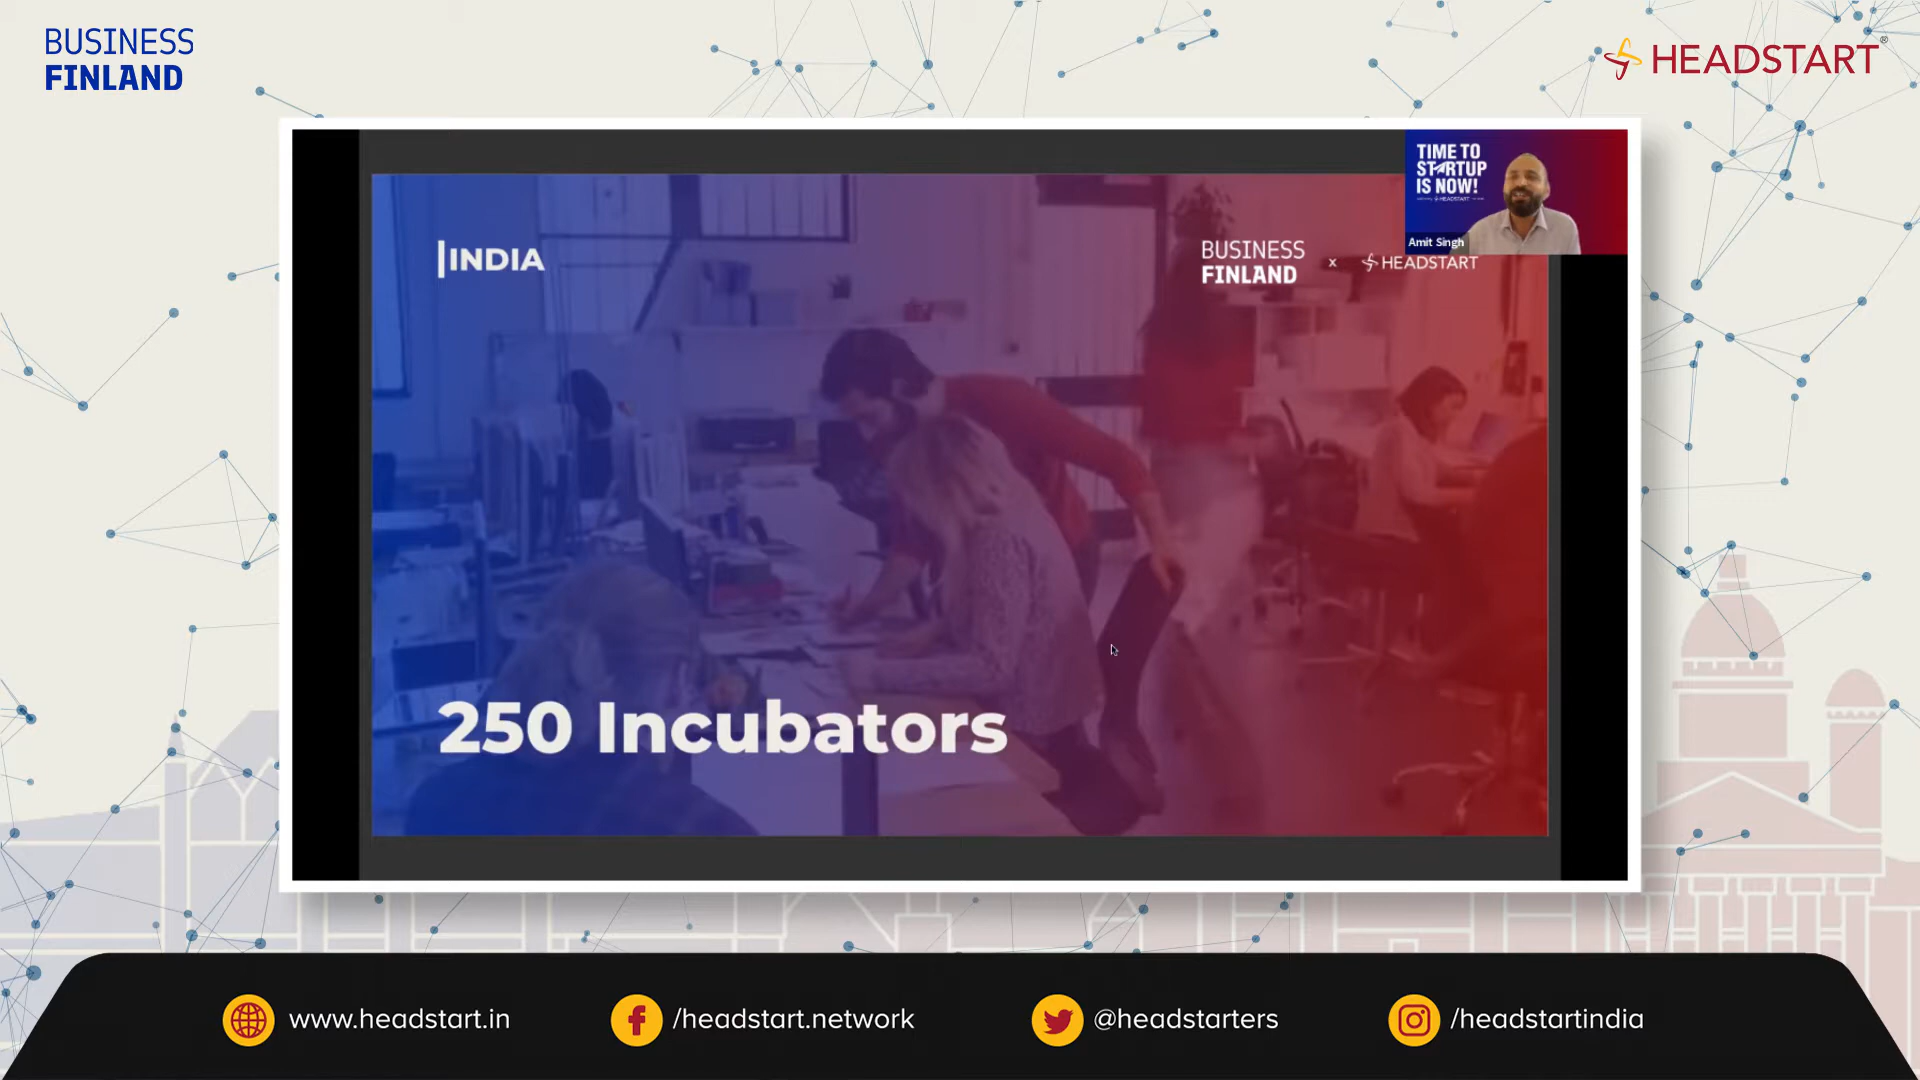 BUSINESS
FINLAND
HEADSTART®
TIME TO
STARTUP
IS NOW!
HEADSTART
Amit Singh
INDIA
BUSINESS
FINLAND
x
HEADSTART
250 Incubators
www.headstart.in
/headstart.network
@headstarters
/headstartindia